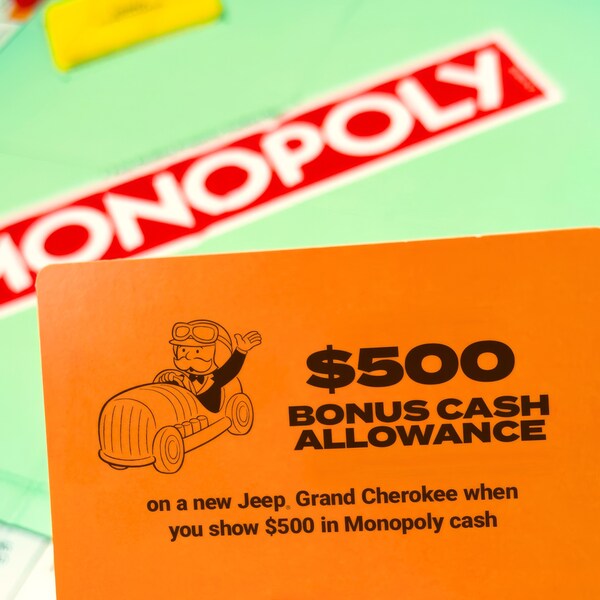 MONOPOLY
$500
BONUS CASH
ALLOWANCE
on a new Jeep® Grand Cherokee when
you show $500 in Monopoly cash